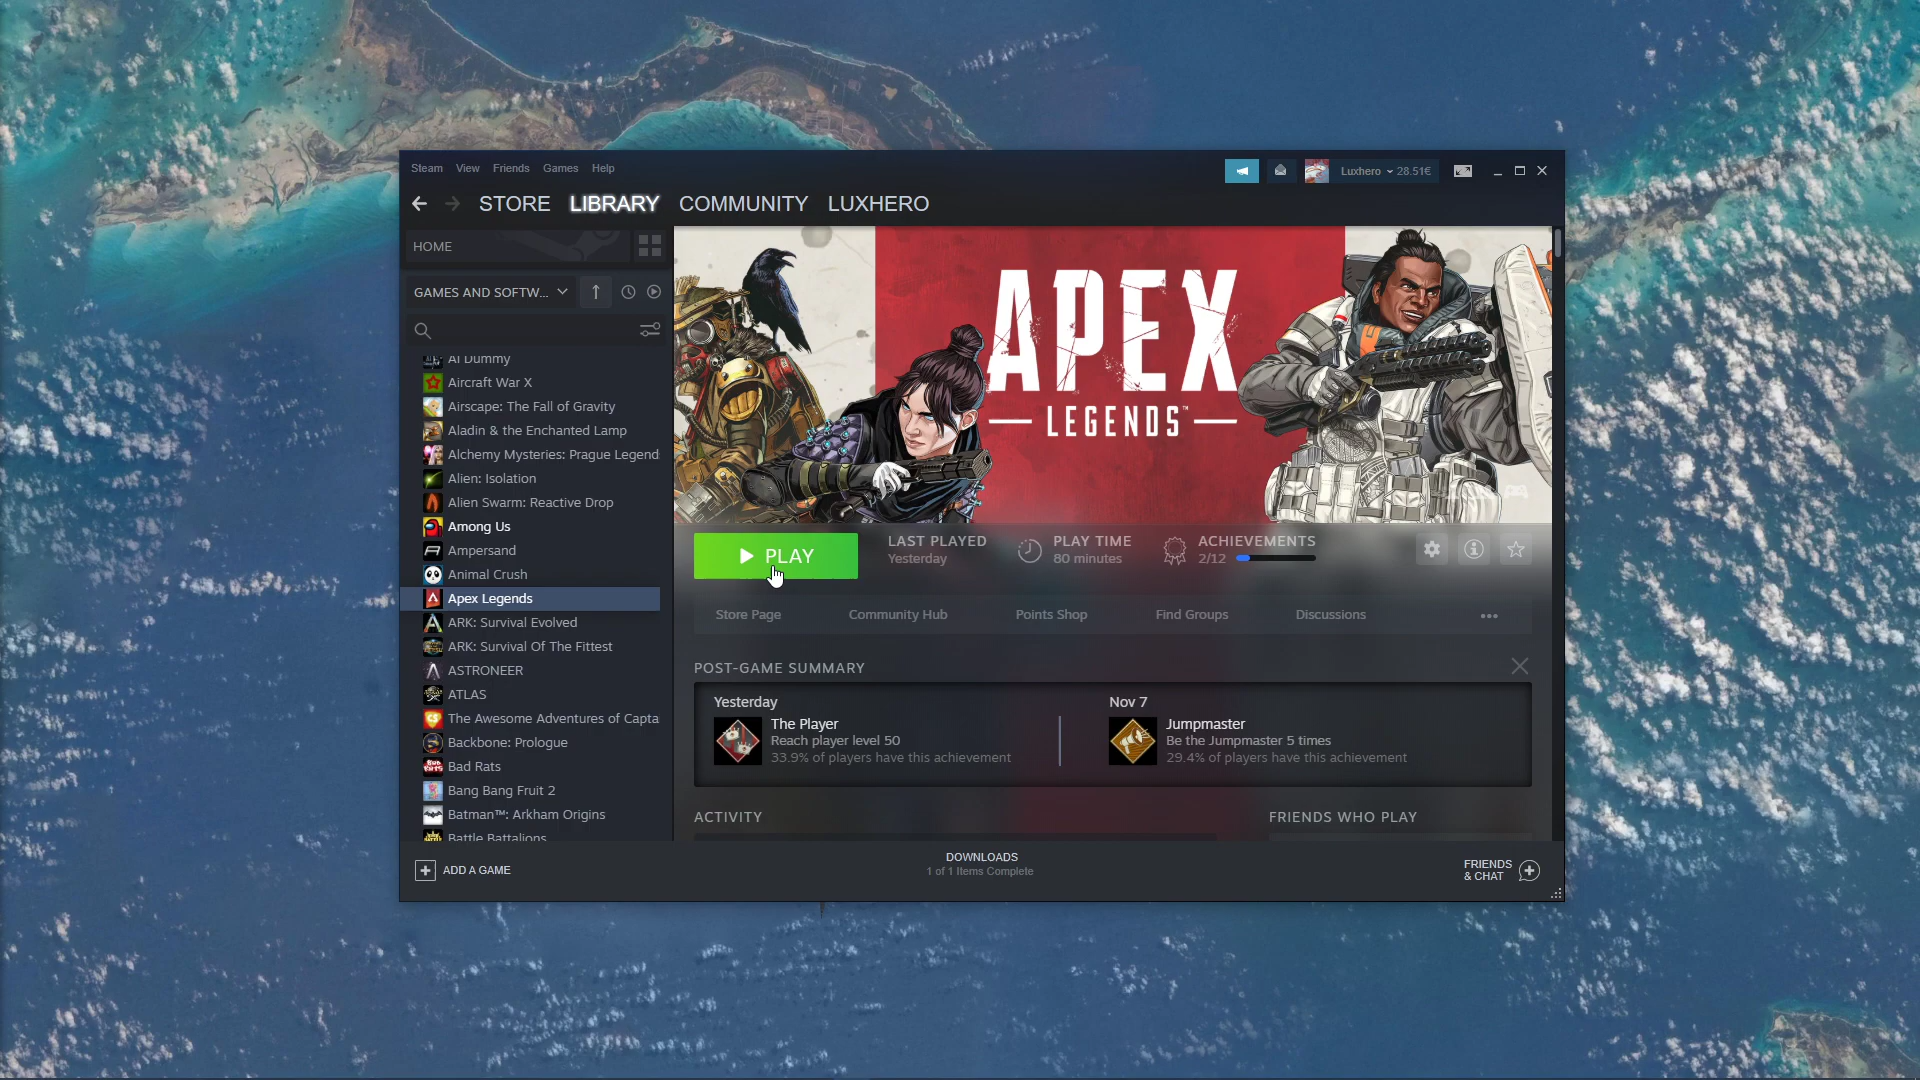 Steam View Friends Games Help
Luxhero 28.51€
STORE LIBRARY COMMUNITY LUXHERO
HOME
GAMES AND SOFTW...
AI Dummy
Aircraft War X
Airscape: The Fall of Gravity
Aladin & the Enchanted Lamp
Alchemy Mysteries: Prague Legend
Alien: Isolation
Alien Swarm: Reactive Drop
Among Us
Ampersand
Animal Crush
Apex Legends
ARK: Survival Evolved
ARK: Survival Of The Fittest
ASTRONEER
ATLAS
The Awesome Adventures of Capta
Backbone: Prologue
Bad Rats
Bang Bang Fruit 2
Batman™: Arkham Origins
Battle Battalions
APEX
LEGENDS™
PLAY
LAST PLAYED
Yesterday
PLAY TIME
80 minutes
ACHIEVEMENTS
2/12
Store Page Community Hub Points Shop Find Groups Discussions
POST-GAME SUMMARY
Yesterday
The Player
Reach player level 50
33.9% of players have this achievement
Nov 7
Jumpmaster
Be the Jumpmaster 5 times
29.4% of players have this achievement
ACTIVITY
FRIENDS WHO PLAY
ADD A GAME
DOWNLOADS
1 of 1 Items Complete
FRIENDS
& CHAT